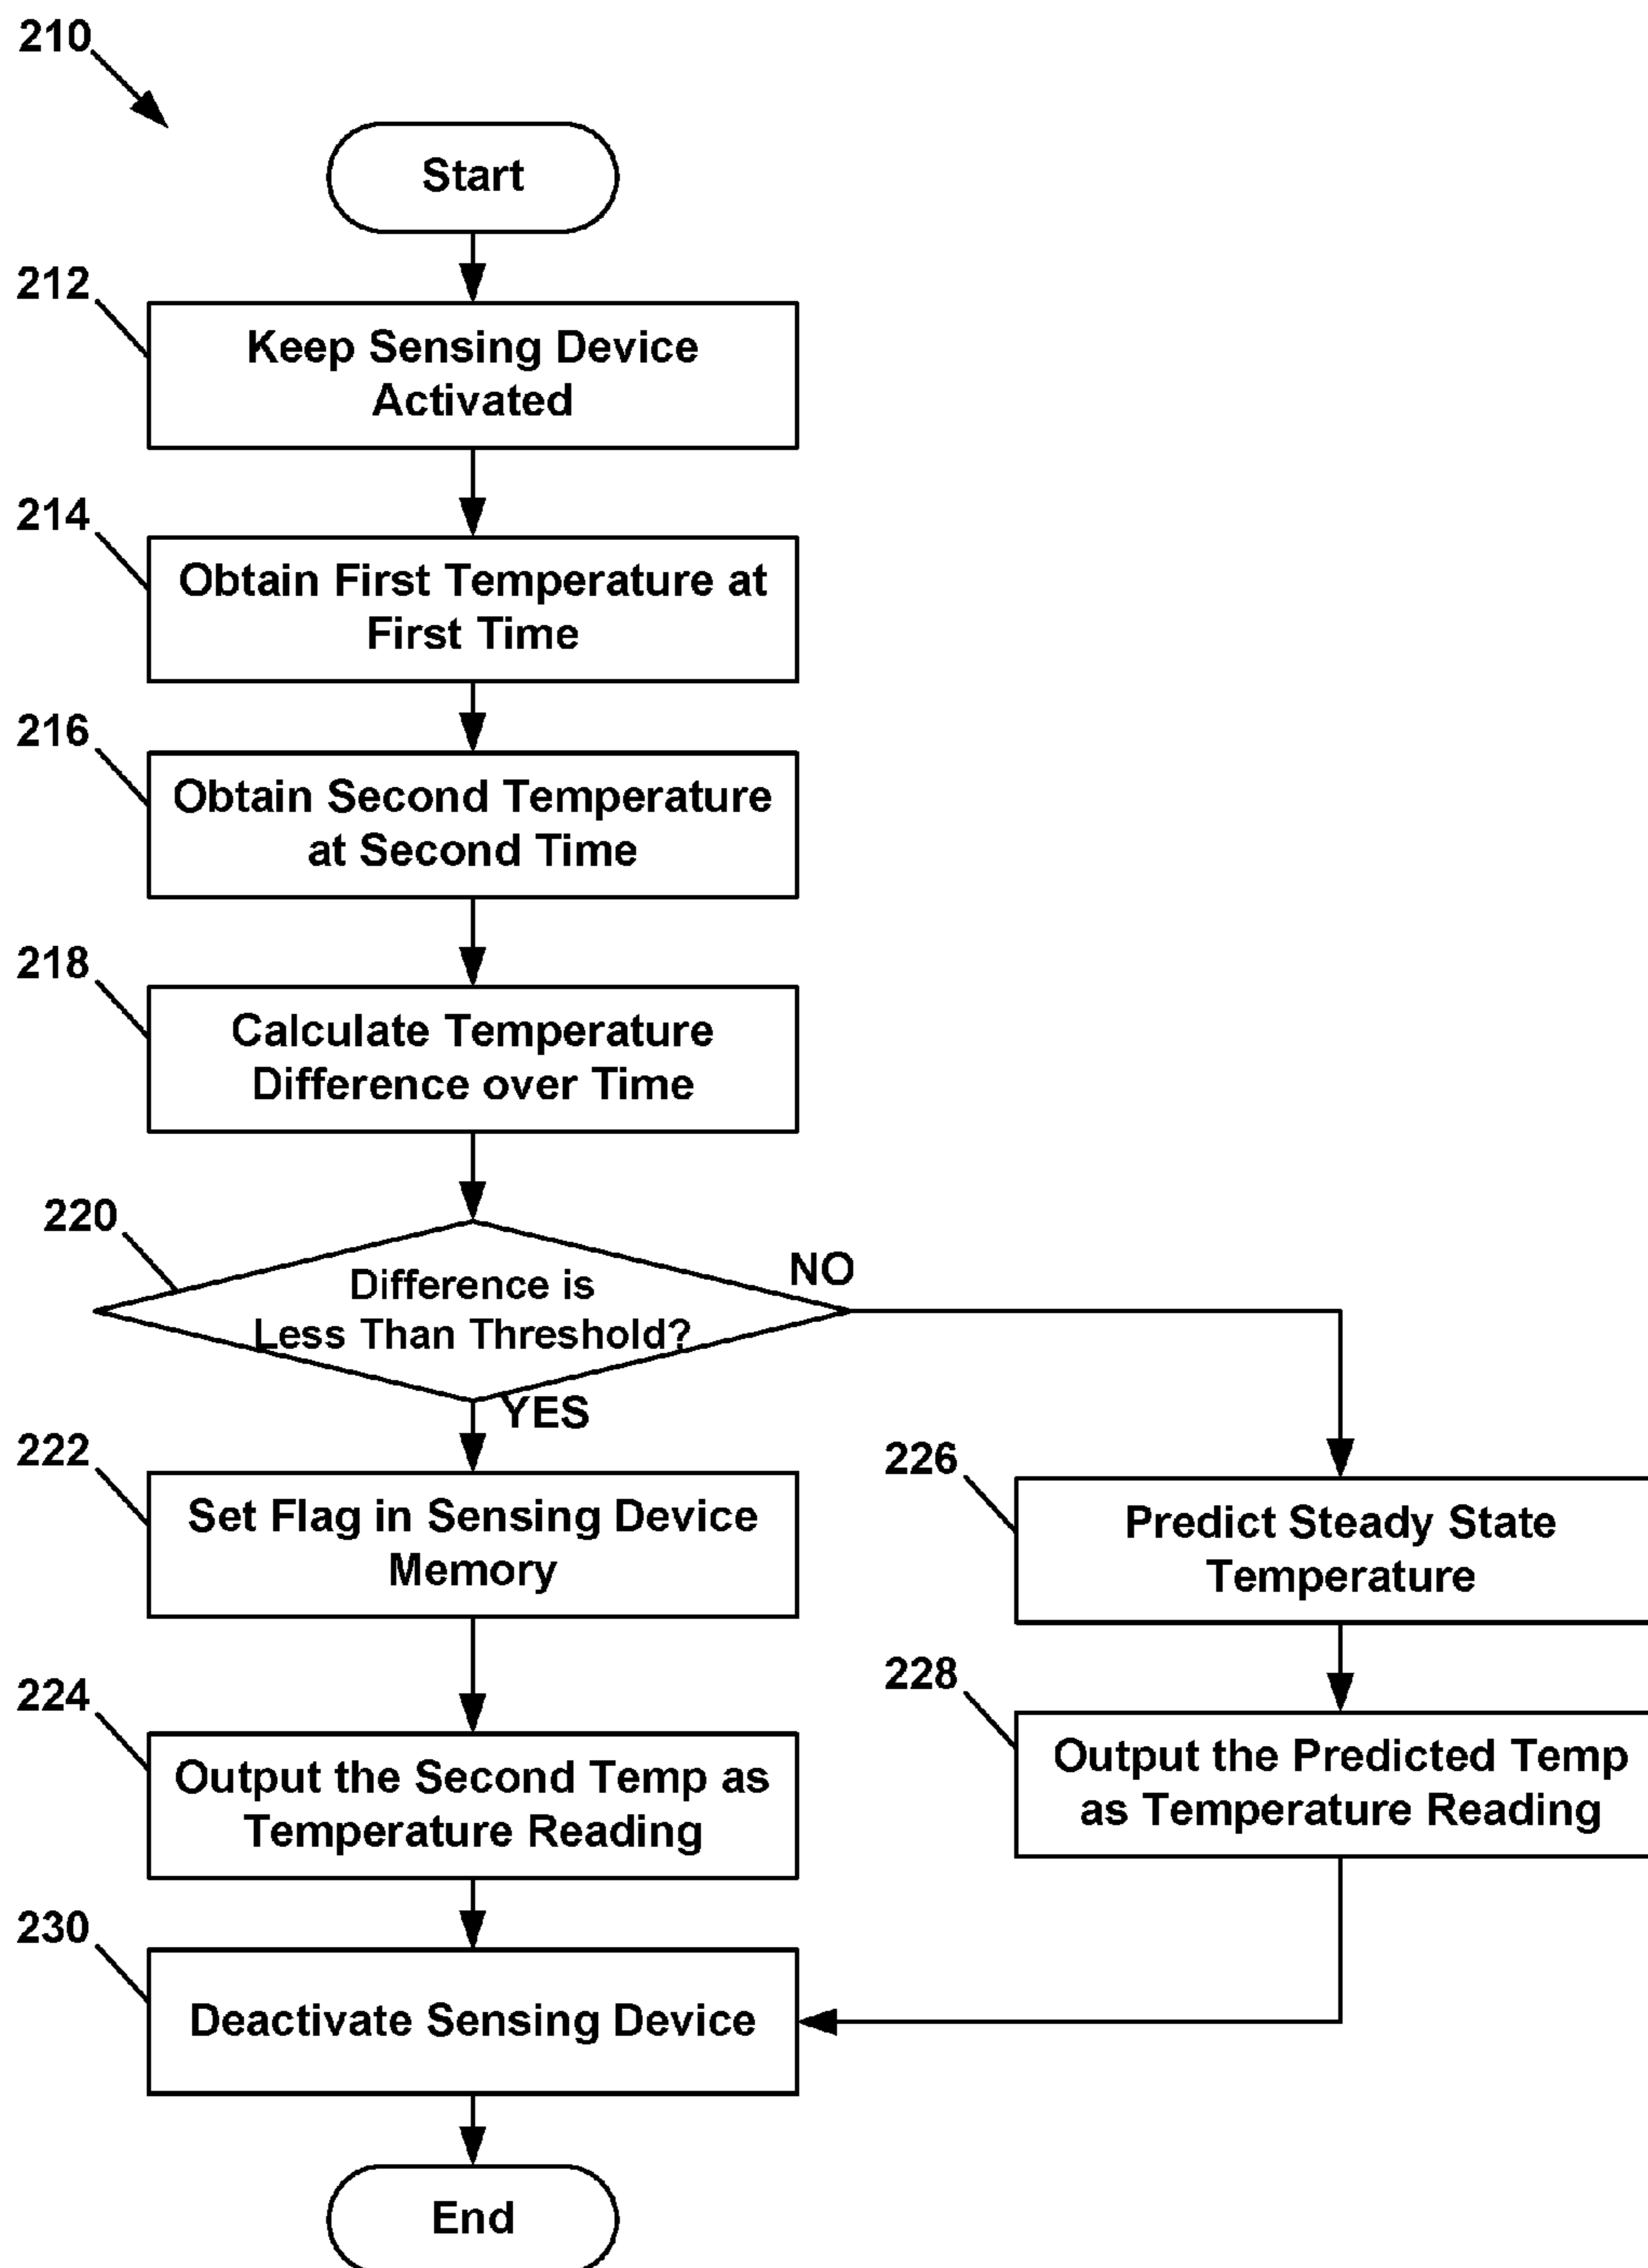 210
Start
212
Keep Sensing Device
Activated
214
Obtain First Temperature at
First Time
216
Obtain Second Temperature
at Second Time
218
Calculate Temperature
Difference over Time
220
Difference is
Less Than Threshold?
NO
YES
222
Set Flag in Sensing Device
Memory
226
Predict Steady State
Temperature
224
Output the Second Temp as
Temperature Reading
228
Output the Predicted Temp
as Temperature Reading
230
Deactivate Sensing Device
End